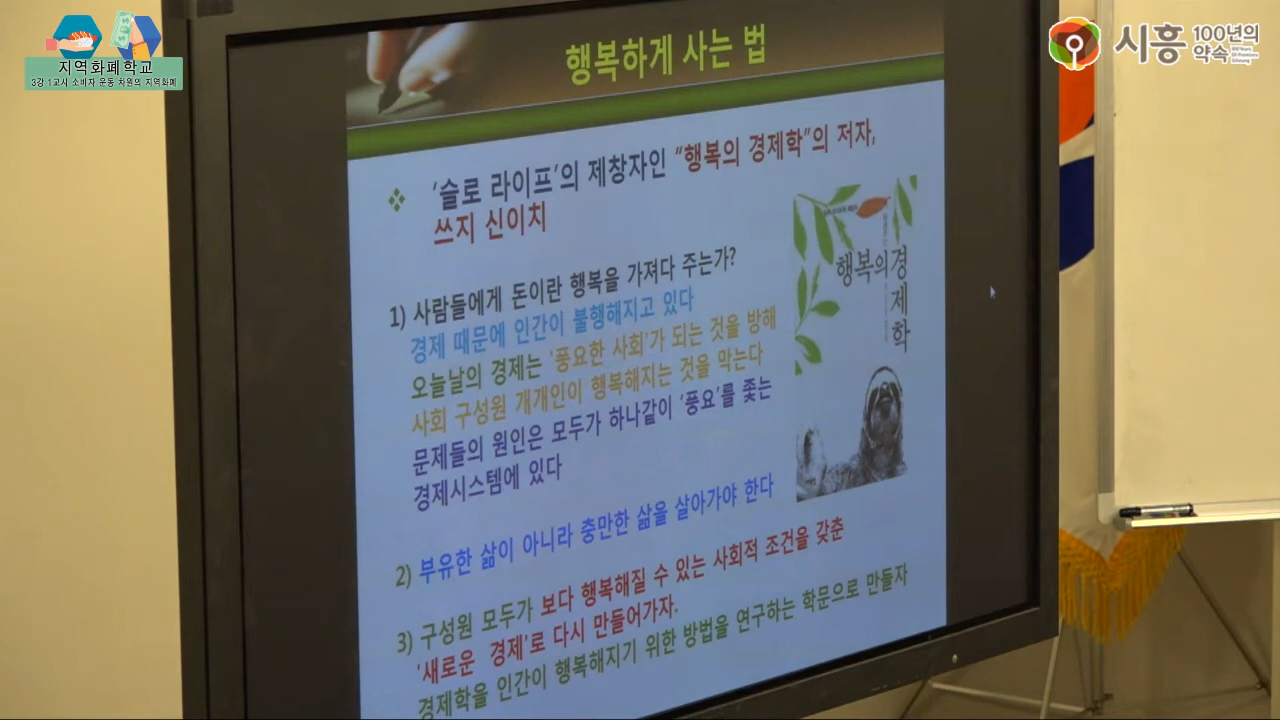 지역화폐학교
3강 1교시 소비자 운동 차원의 지역화폐
시흥 100년의 약속
행복하게 사는 법
'슬로 라이프'의 제창자인 "행복의 경제학"의 저자,
쓰지 신이치
1) 사람들에게 돈이란 행복을 가져다 주는가?
경제 때문에 인간이 불행해지고 있다
오늘날의 경제는 '풍요한 사회'가 되는 것을 방해
사회 구성원 개개인이 행복해지는 것을 막는다
문제들의 원인은 모두가 하나같이 '풍요'를 좇는
경제시스템에 있다
2) 부유한 삶이 아니라 충만한 삶을 살아가야 한다
3) 구성원 모두가 보다 행복해질 수 있는 사회적 조건을 갖춘
'새로운 경제'로 다시 만들어가자.
경제학을 인간이 행복해지기 위한 방법을 연구하는 학문으로 만들자
행복의 경제학